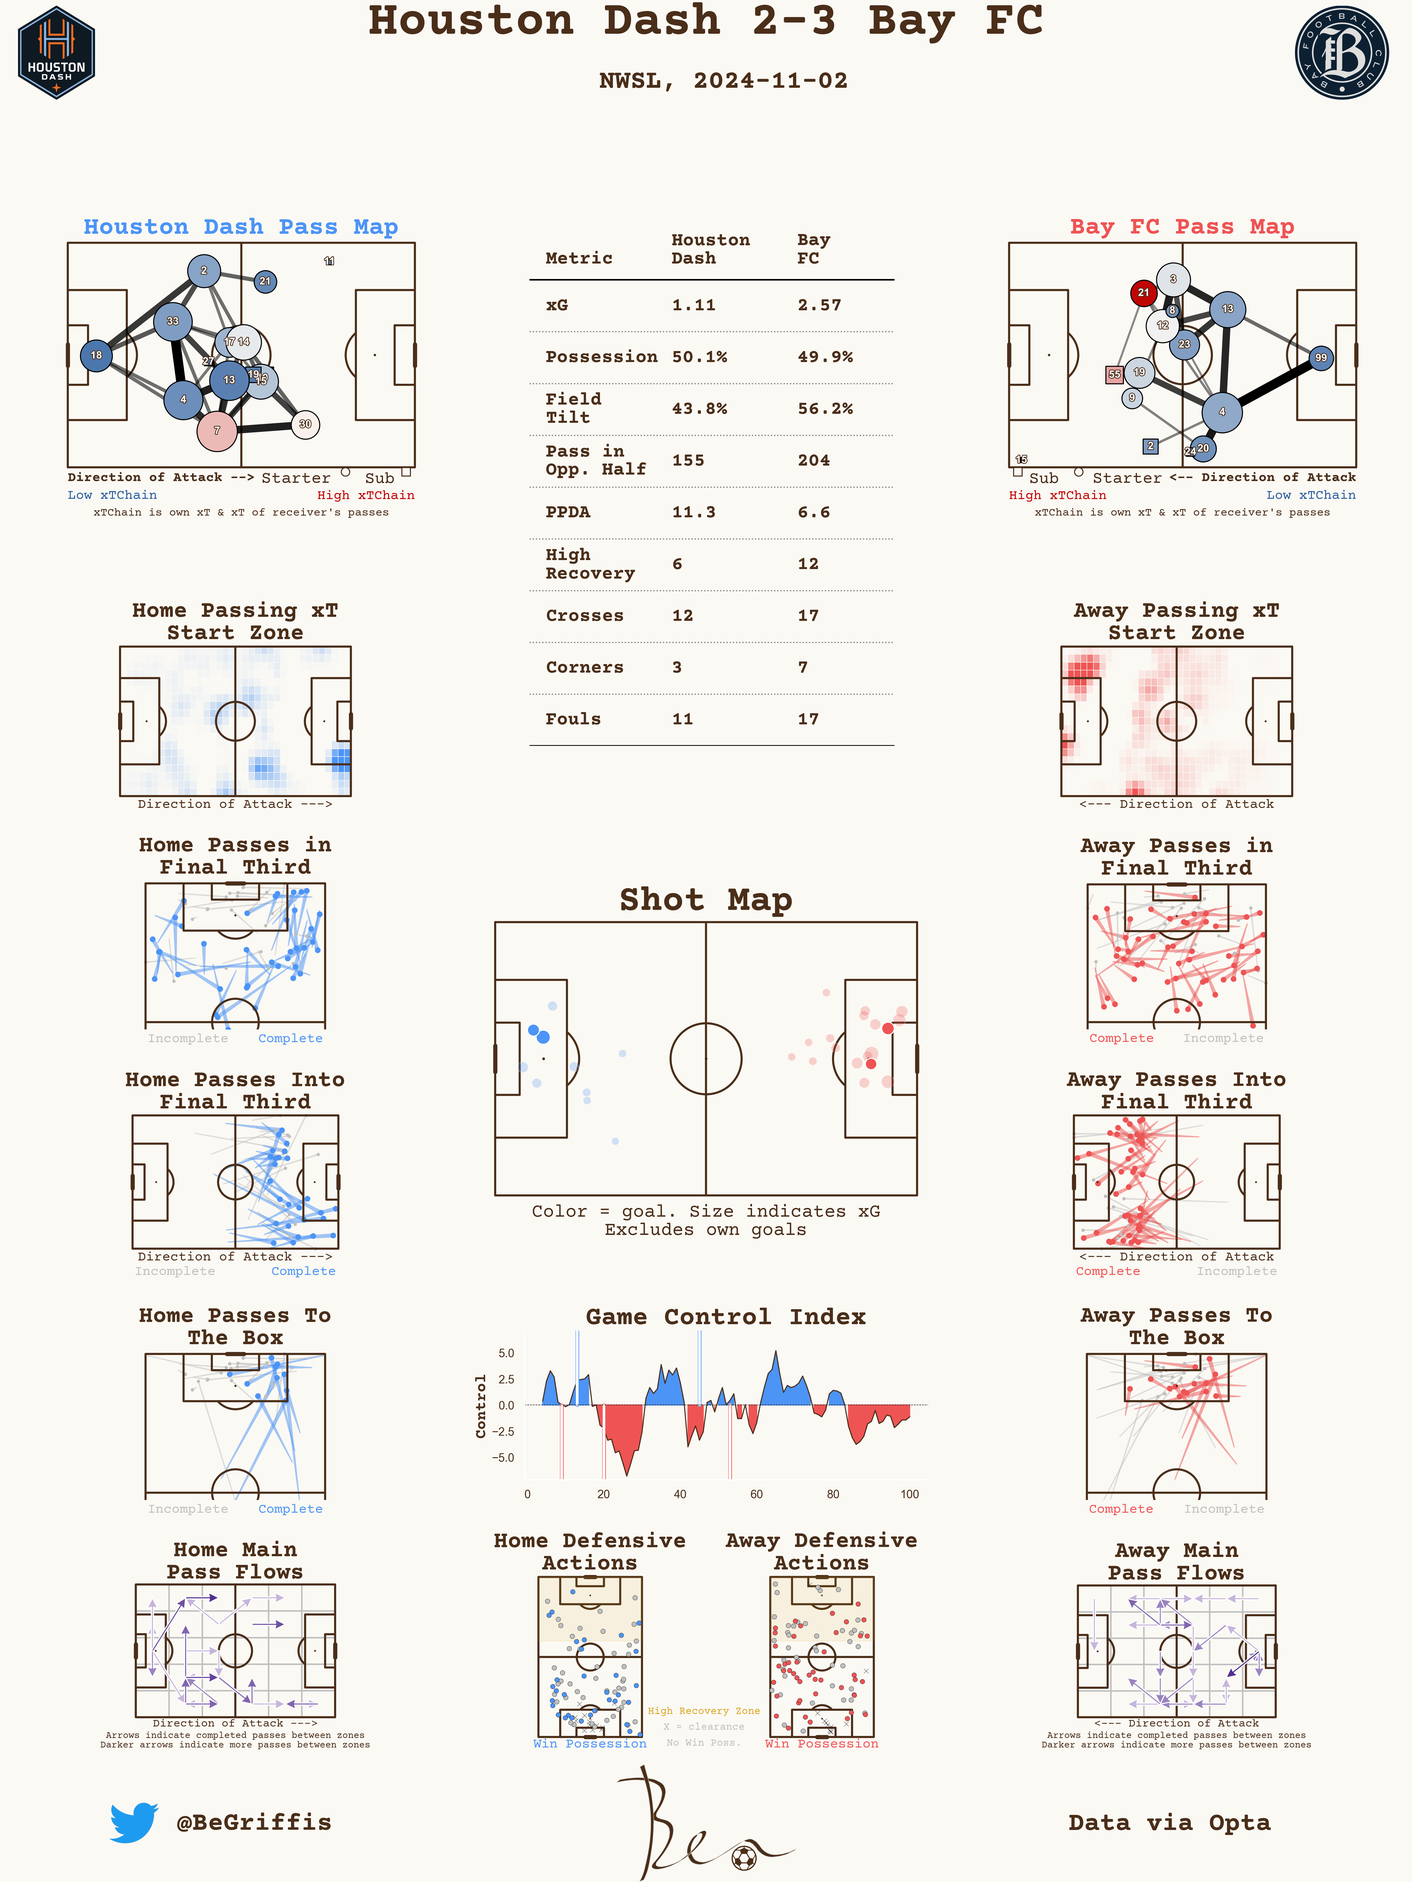 Houston Dash 2-3 Bay FC
NWSL, 2024-11-02
HOUSTON
DASH
BAY FOOTBALL CLUB
B
Houston Dash Pass Map
2
21
11
33
17
14
18
27
19
13
15
4
7
30
Direction of Attack --> Starter Sub
Low xTChain High xTChain
xTChain is own xT & xT of receiver's passes
Metric Houston Dash Bay FC
xG 1.11 2.57
Possession 50.1% 49.9%
Field Tilt 43.8% 56.2%
Pass in Opp. Half 155 204
PPDA 11.3 6.6
High Recovery 6 12
Crosses 12 17
Corners 3 7
Fouls 11 17
Bay FC Pass Map
3
21
8
13
12
23
99
55
19
9
4
2
24
20
15
Sub Starter <-- Direction of Attack
High xTChain Low xTChain
xTChain is own xT & xT of receiver's passes
Home Passing xT
Start Zone
Direction of Attack --->
Away Passing xT
Start Zone
<--- Direction of Attack
Home Passes in
Final Third
Incomplete Complete
Away Passes in
Final Third
Complete Incomplete
Shot Map
Color = goal. Size indicates xG
Excludes own goals
Home Passes Into
Final Third
Direction of Attack --->
Incomplete Complete
Away Passes Into
Final Third
<--- Direction of Attack
Complete Incomplete
Home Passes To
The Box
Incomplete Complete
Game Control Index
Control
5.0
2.5
0.0
−2.5
−5.0
0 20 40 60 80 100
Away Passes To
The Box
Complete Incomplete
Home Main
Pass Flows
Direction of Attack --->
Arrows indicate completed passes between zones
Darker arrows indicate more passes between zones
Home Defensive
Actions
Win Possession
Away Defensive
Actions
Win Possession
High Recovery Zone
X = clearance
No Win Poss.
Away Main
Pass Flows
<--- Direction of Attack
Arrows indicate completed passes between zones
Darker arrows indicate more passes between zones
@BeGriffis
Ben
Data via Opta